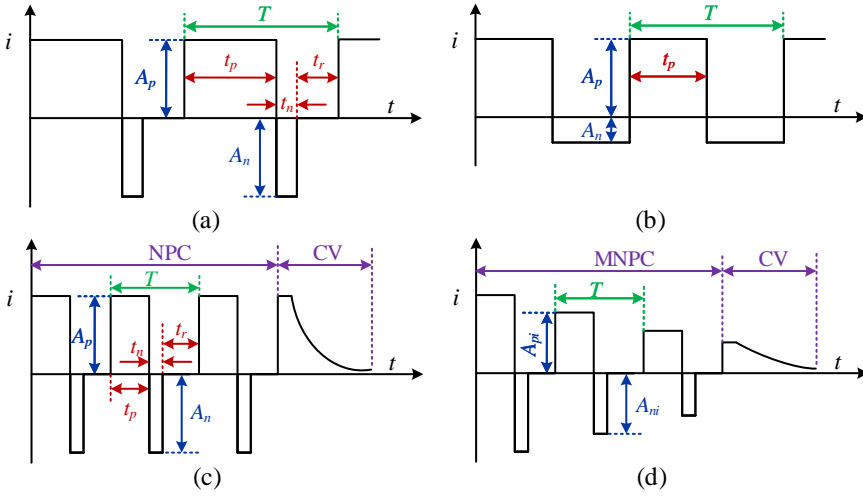 T
i
A_p
t_p
t_r
t_n
t
A_n
(a)
T
i
A_p
t_p
t
A_n
(b)
NPC
CV
T
i
A_p
t_n
t_r
t
t_p
A_n
(c)
MNPC
CV
T
i
A_pi
t
A_ni
(d)